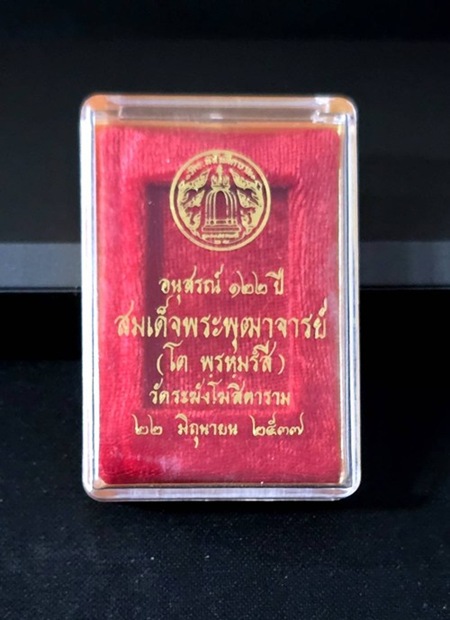 อนุสรณ์ ๑๒๒ ปี
สมเด็จพระพุฒาจารย์
(โต พรหมรํสี)
วัดระฆังโฆสิตาราม
๒๒ มิถุนายน ๒๕๓๗